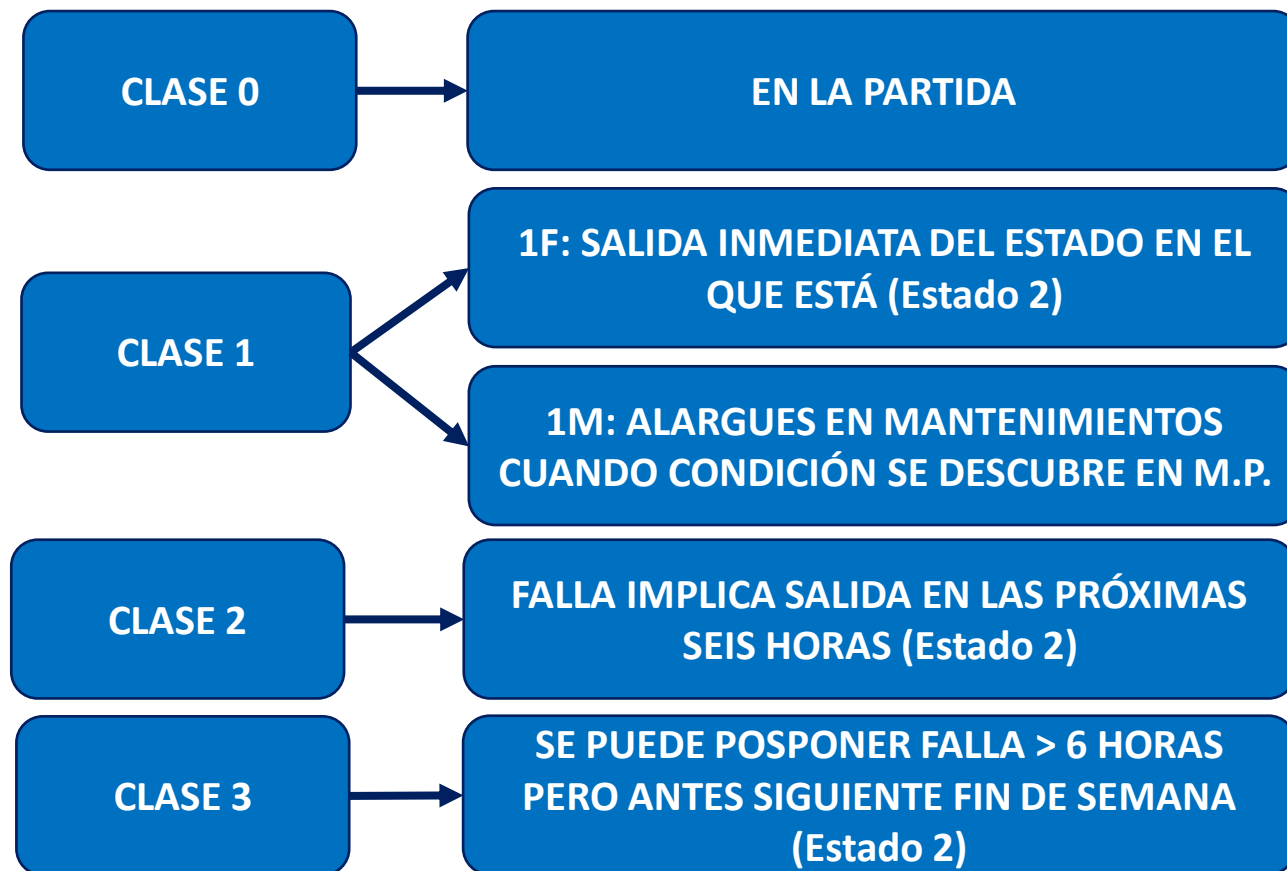 CLASE 0
EN LA PARTIDA
CLASE 1
1F: SALIDA INMEDIATA DEL ESTADO EN EL
QUE ESTÁ (Estado 2)
1M: ALARGUES EN MANTENIMIENTOS
CUANDO CONDICIÓN SE DESCUBRE EN M.P.
CLASE 2
FALLA IMPLICA SALIDA EN LAS PRÓXIMAS
SEIS HORAS (Estado 2)
CLASE 3
SE PUEDE POSPONER FALLA > 6 HORAS
PERO ANTES SIGUIENTE FIN DE SEMANA
(Estado 2)